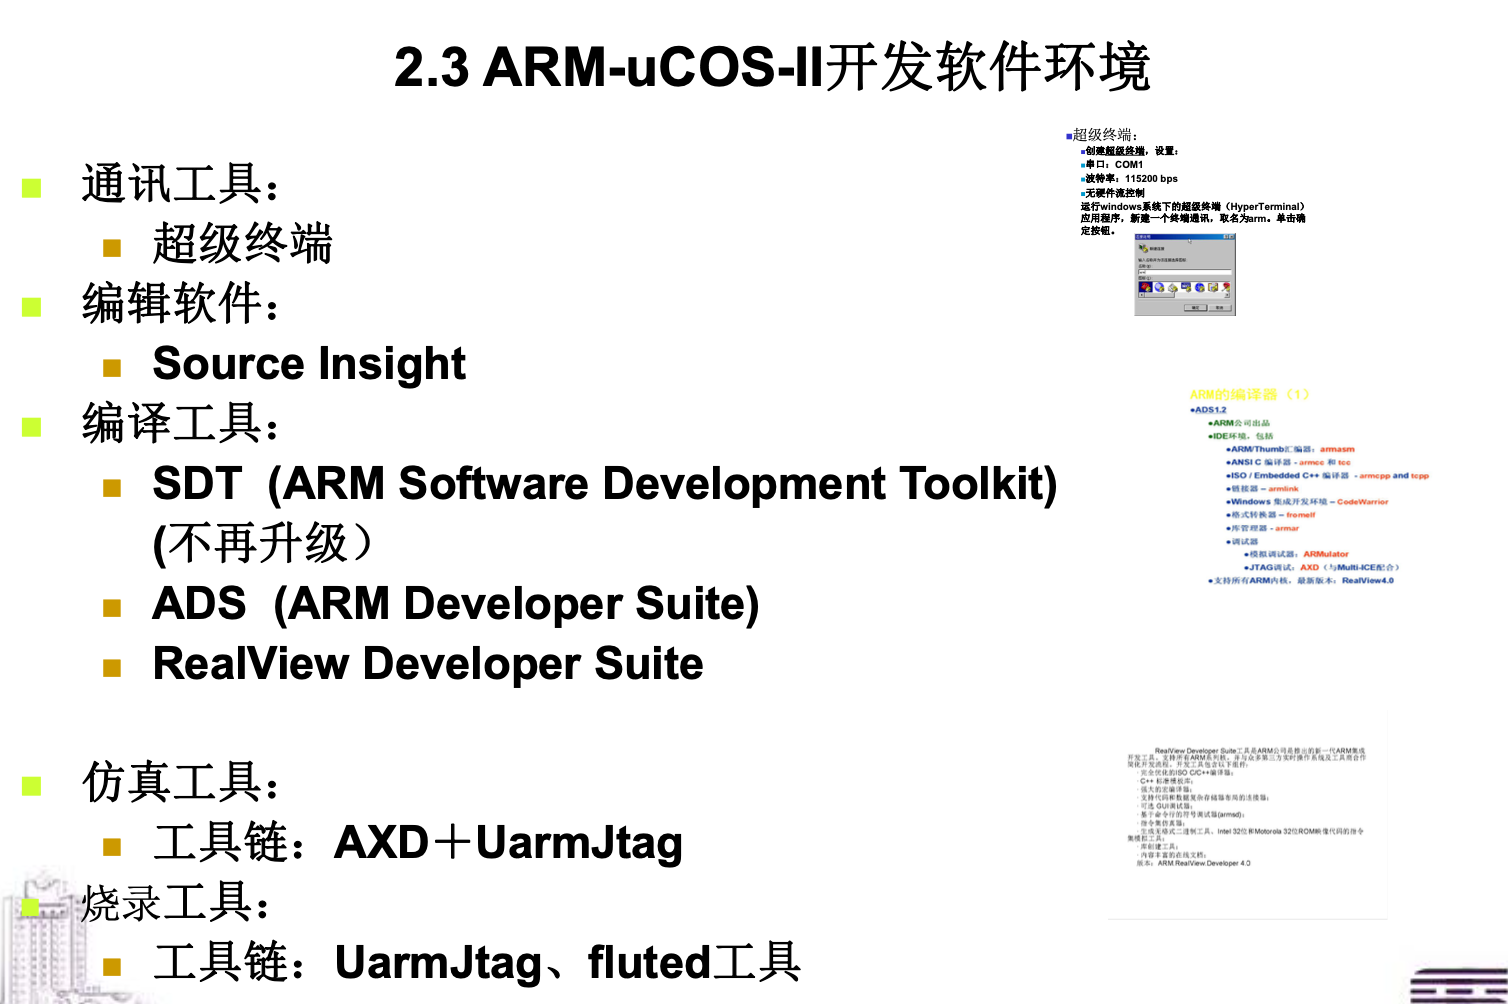 2.3 ARM-uCOS-II开发软件环境
通讯工具：
超级终端
编辑软件：
Source Insight
编译工具：
SDT (ARM Software Development Toolkit)
(不再升级）
ADS (ARM Developer Suite)
RealView Developer Suite
仿真工具：
工具链：AXD＋UarmJtag
烧录工具：
工具链：UarmJtag、fluted工具
超级终端：
创建超级终端，设置：
串口：COM1
波特率：115200 bps
无硬件流控制
运行windows系统下的超级终端（HyperTerminal）
应用程序，新建一个终端通讯，取名为arm。单击确
定按钮。
ARM的编译器（1）
ADS1.2
ARM公司出品
IDE环境，包括
ARM/Thumb汇编器：armasm
ANSI C 编译器 - armcc 和 tcc
ISO / Embedded C++ 编译器 - armcpp and tcpp
链接器 – armlink
Windows 集成开发环境 – CodeWarrior
格式转换器 – fromelf
库管理器 - armar
调试器
模拟调试器：ARMulator
JTAG调试：AXD（与Multi-ICE配合）
支持所有ARM内核，最新版本：RealView4.0
RealView Developer Suite工具是ARM公司是推出的新一代ARM集成
开发工具。支持所有ARM系列核，并与众多第三方实时操作系统及工具商合作
简化开发流程。开发工具包含以下组件：
· 完全优化的ISO C/C++编译器；
· C++ 标准模板库；
· 强大的宏编译器；
· 支持代码和数据复杂存储器布局的连接器；
· 可选 GUI调试器；
· 基于命令行的符号调试器(armsd)；
· 指令集仿真器；
· 生成无格式二进制工具、Intel 32位和Motorola 32位ROM映像代码的指令
集模拟工具；
· 库创建工具；
· 内容丰富的在线文档；
版本：ARM RealView Developer 4.0